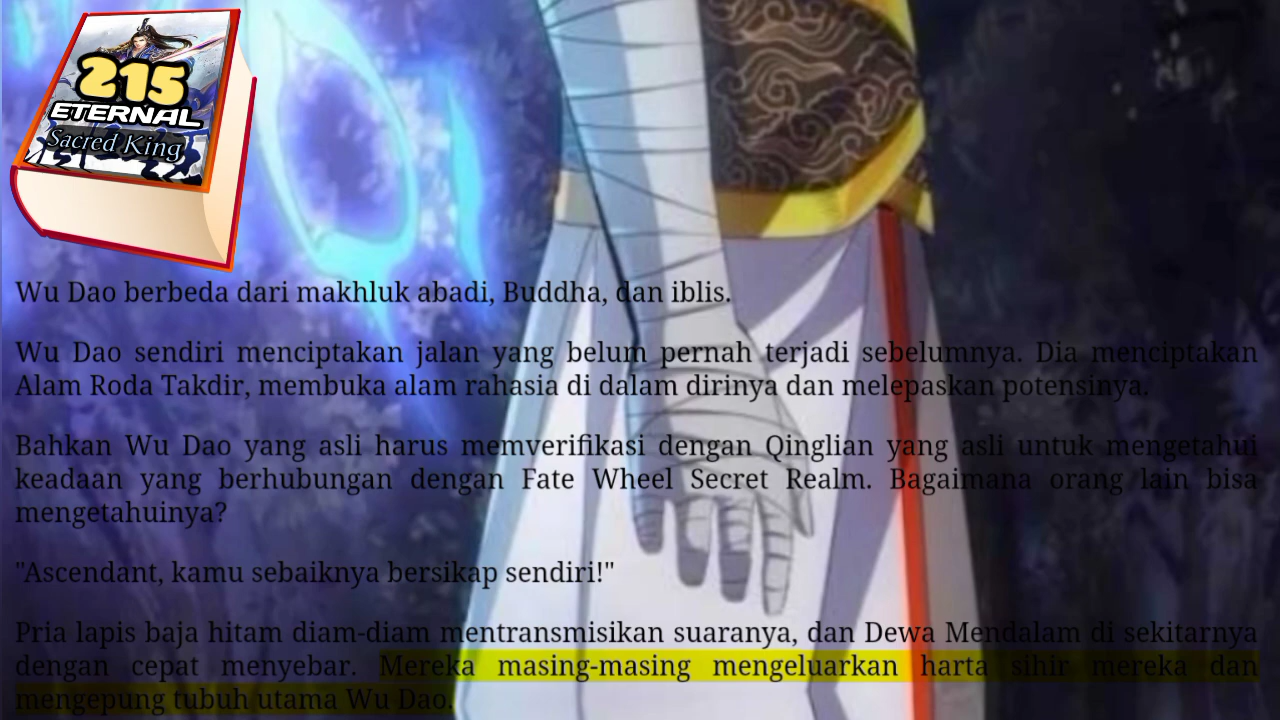 215
ETERNAL
Sacred King
Wu Dao berbeda dari makhluk abadi, Buddha, dan iblis.
Wu Dao sendiri menciptakan jalan yang belum pernah terjadi sebelumnya. Dia menciptakan
Alam Roda Takdir, membuka alam rahasia di dalam dirinya dan melepaskan potensinya.
Bahkan Wu Dao yang asli harus memverifikasi dengan Qinglian yang asli untuk mengetahui
keadaan yang berhubungan dengan Fate Wheel Secret Realm. Bagaimana orang lain bisa
mengetahuinya?
"Ascendant, kamu sebaiknya bersikap sendiri!"
Pria lapis baja hitam diam-diam mentransmisikan suaranya, dan Dewa Mendalam di sekitarnya
dengan cepat menyebar. Mereka masing-masing mengeluarkan harta sihir mereka dan
mengepung tubuh utama Wu Dao.